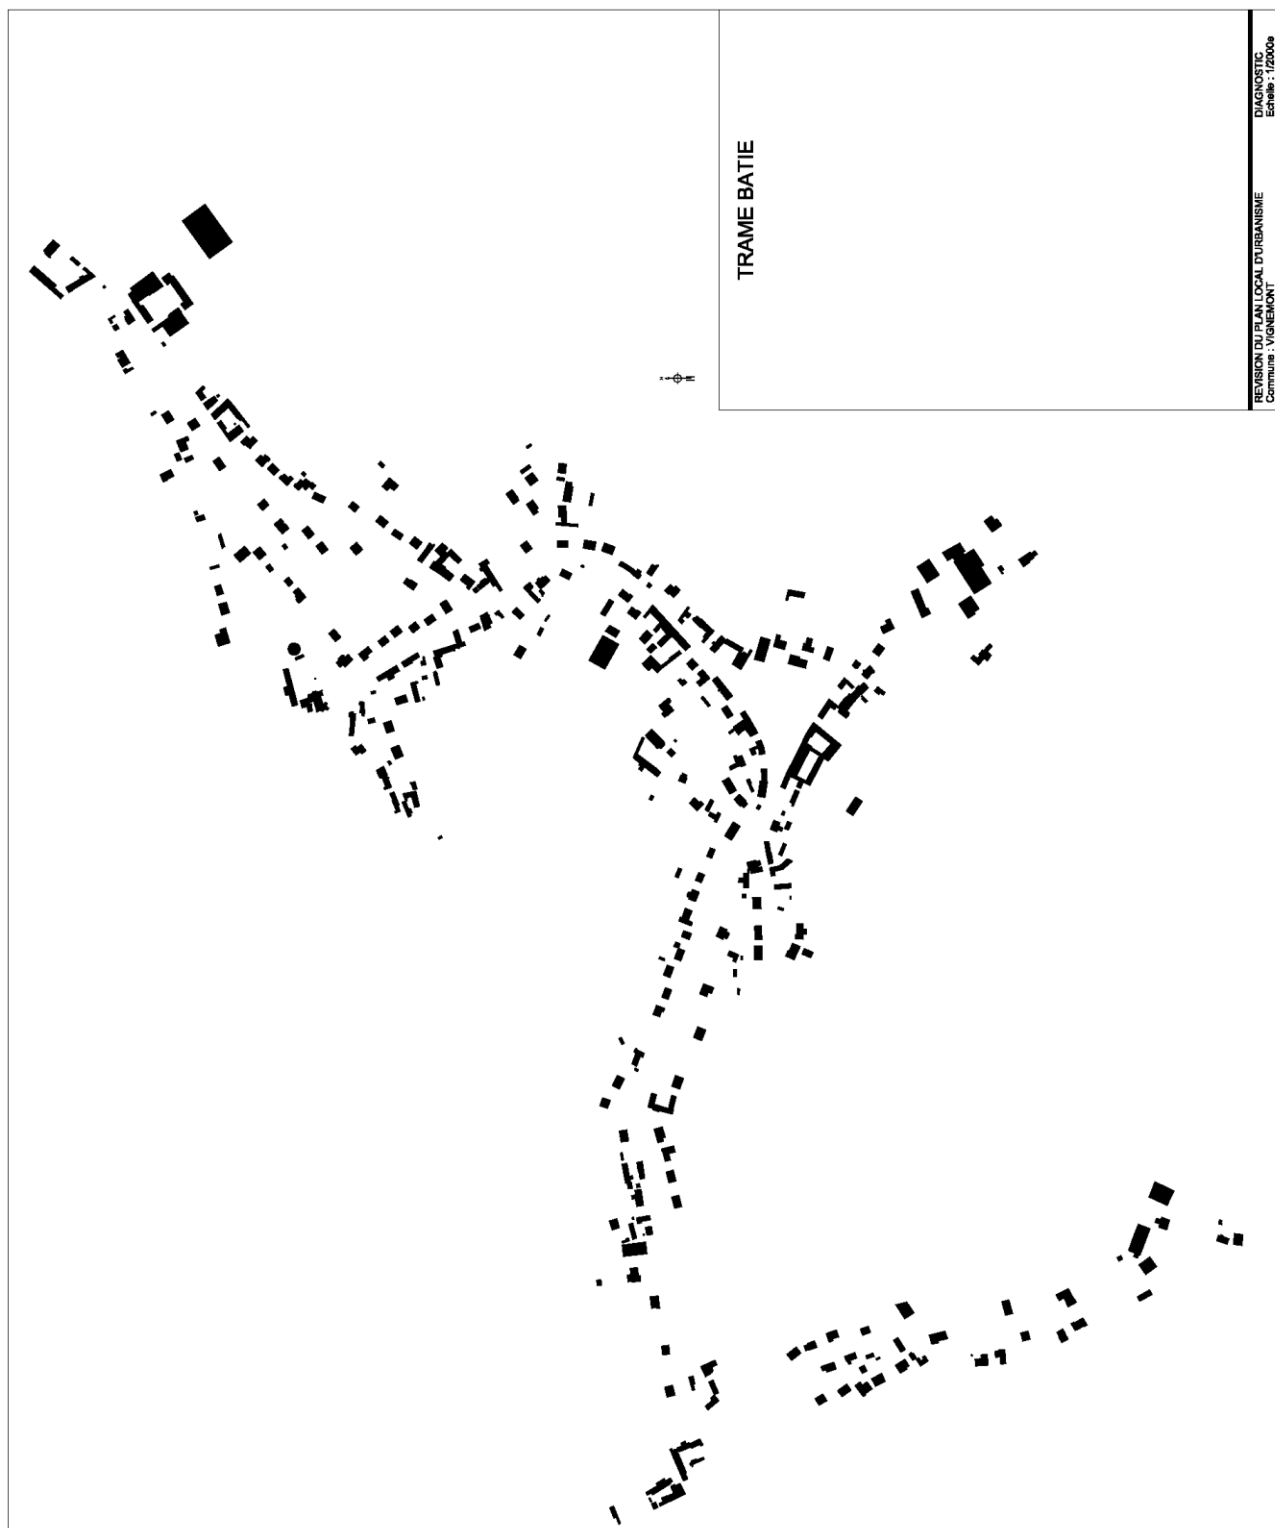 TRAME BATIE
REVISION DU PLAN LOCAL D'URBANISME
Commune : VIGNEMONT
DIAGNOSTIC
Echelle : 1/2000e